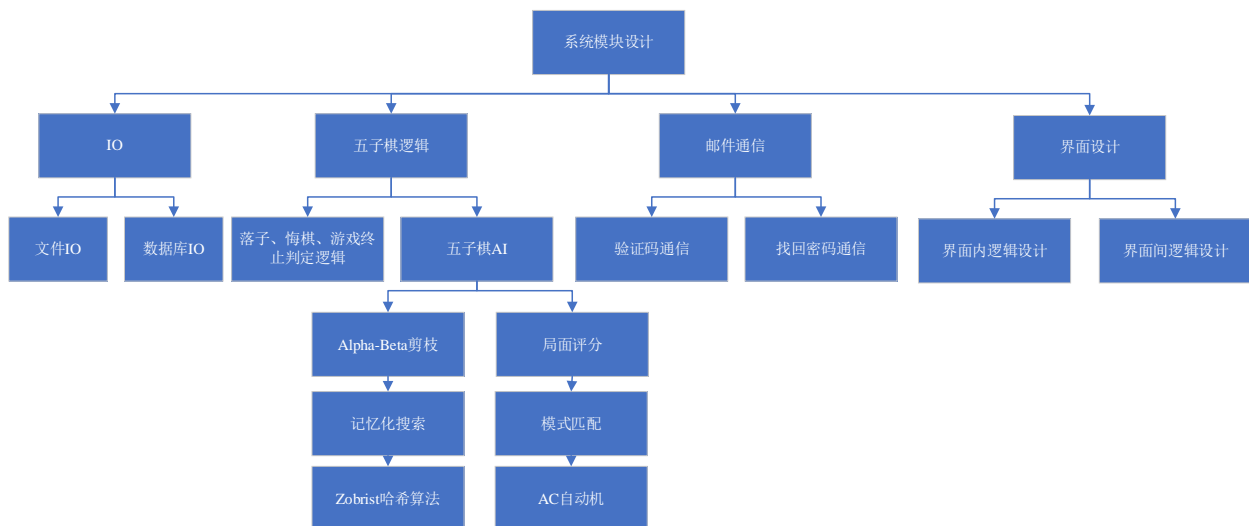 系统模块设计
IO
五子棋逻辑
邮件通信
界面设计
文件IO
数据库IO
落子、悔棋、游戏终
止判定逻辑
五子棋AI
验证码通信
找回密码通信
界面内逻辑设计
界面间逻辑设计
Alpha-Beta剪枝
局面评分
记忆化搜索
模式匹配
Zobrist哈希算法
AC自动机